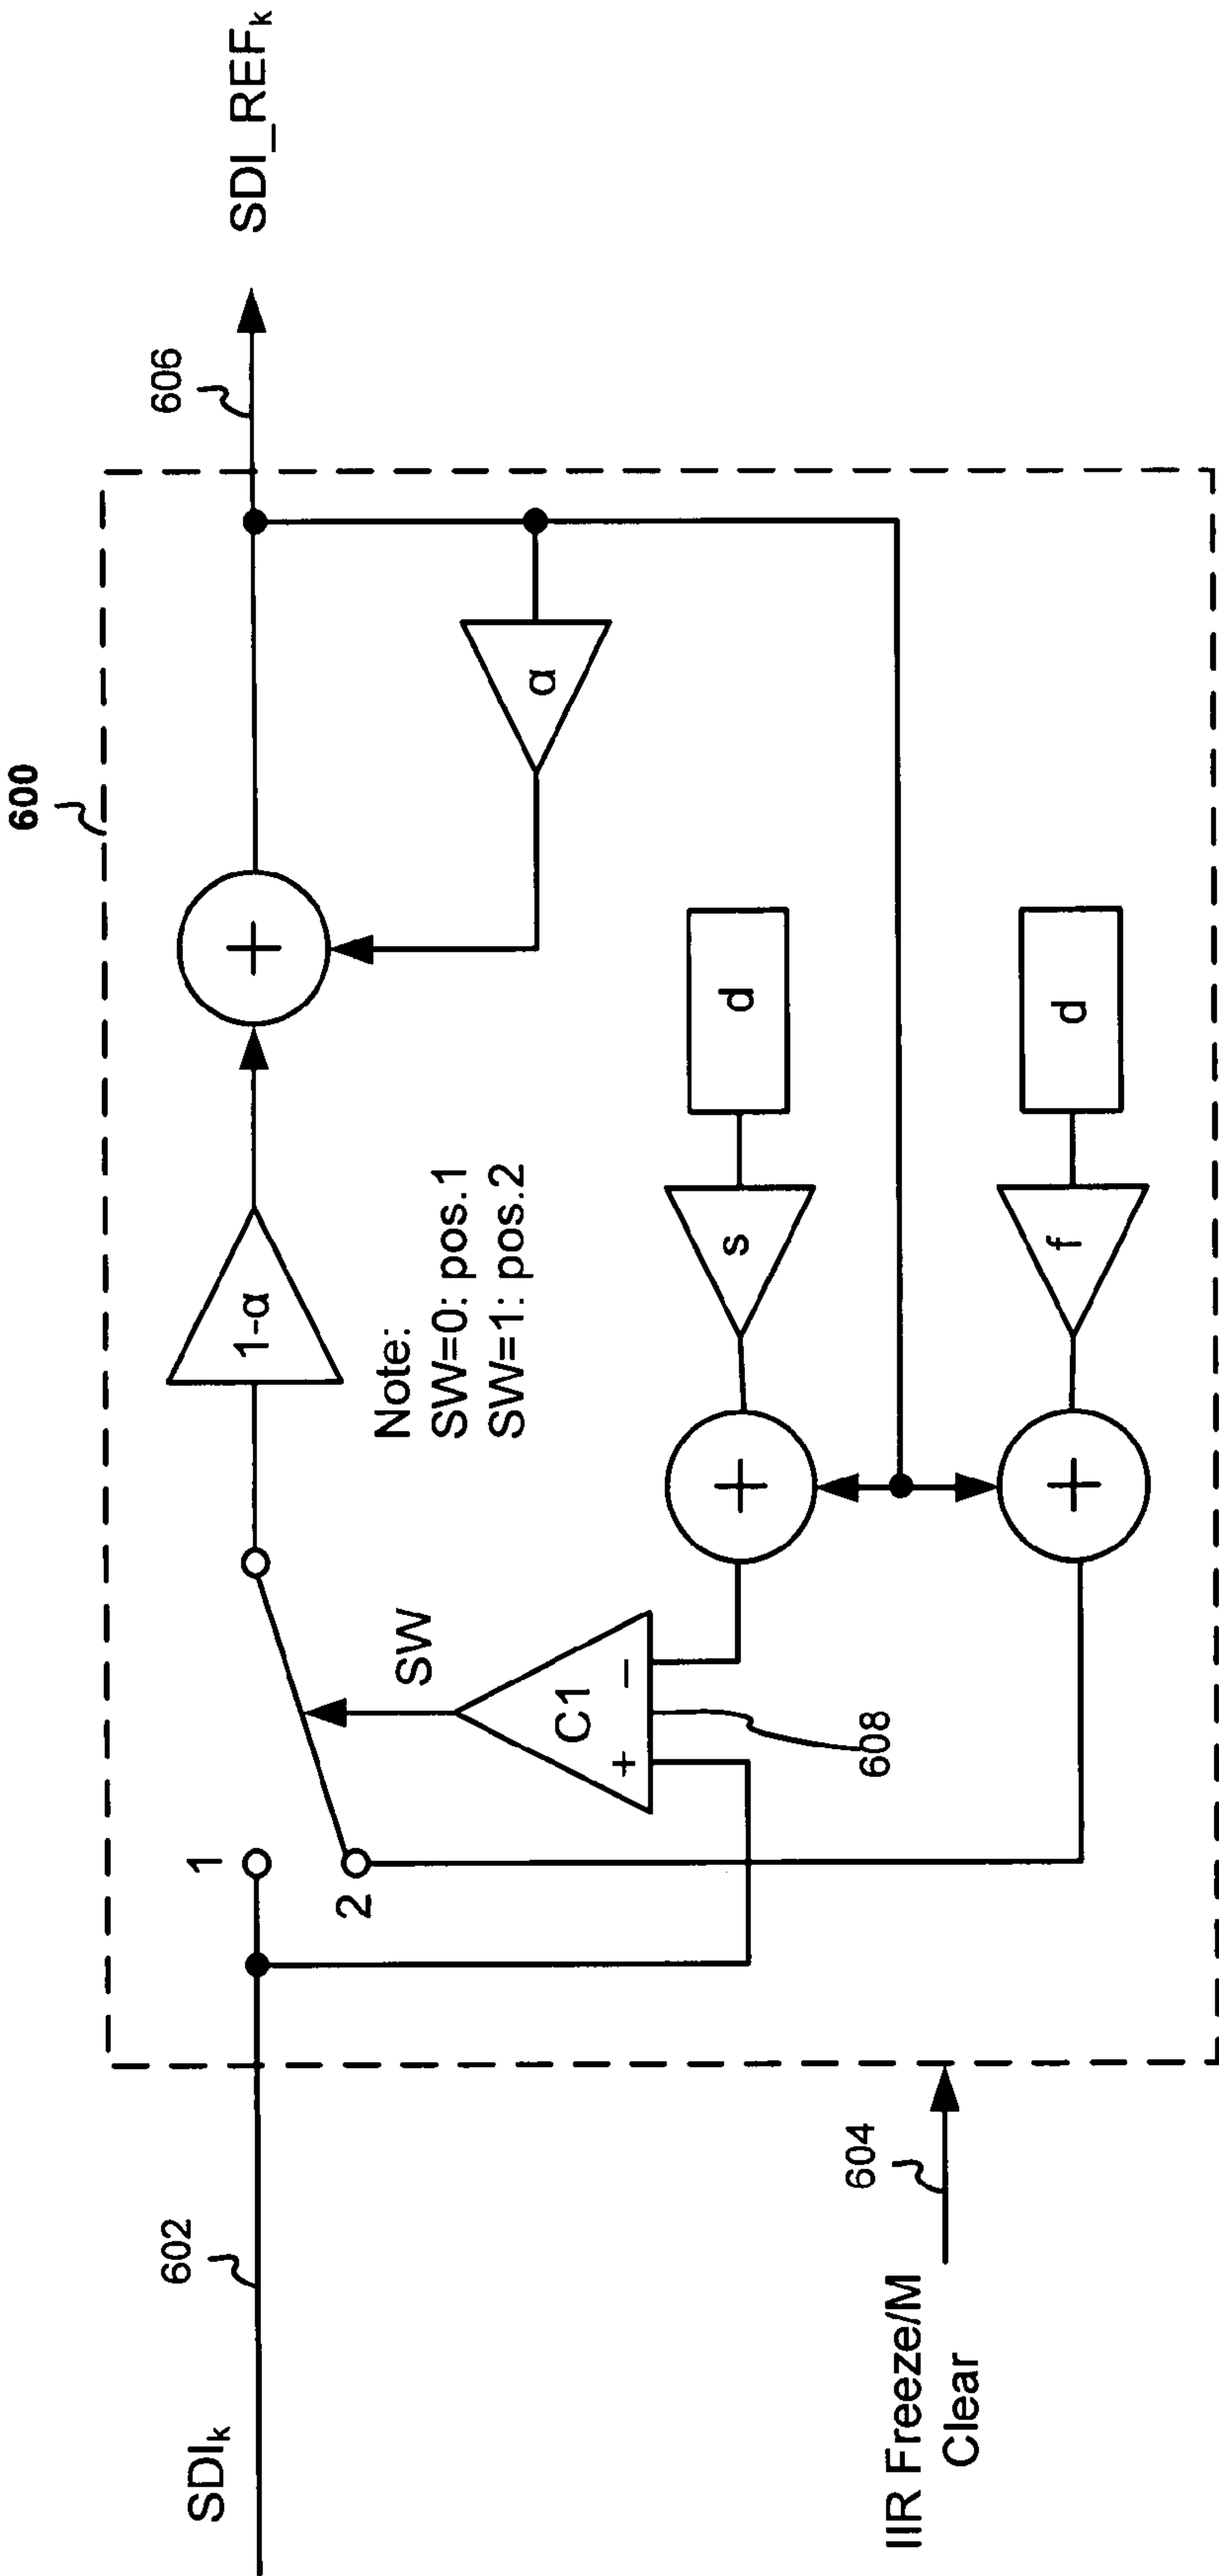 600
SDIₖ
602
606
SDI_REFₖ
1
2
1-α
+
α
SW
Note:
SW=0: pos.1
SW=1: pos.2
C1
+
−
608
+
s
d
+
f
d
604
IIR Freeze/M
Clear